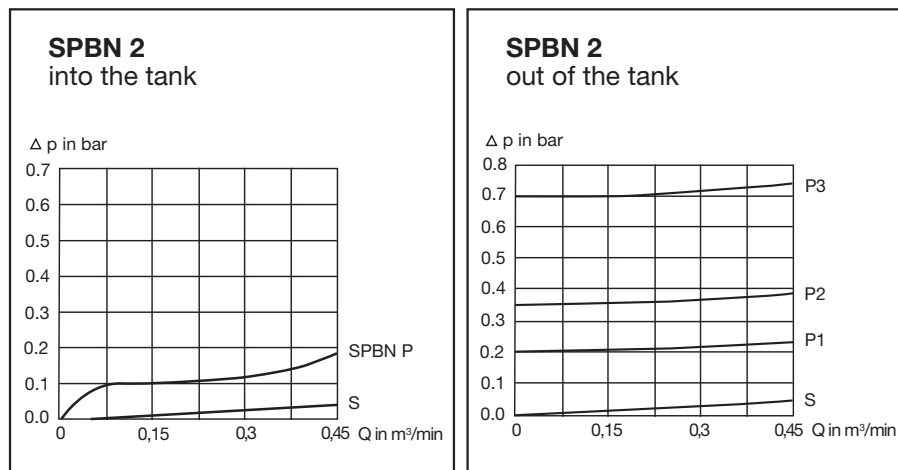 SPBN 2
into the tank
Δ p in bar
0.7
0.6
0.5
0.4
0.3
0.2
0.1
0.0
SPBN P
S
0 0,15 0,3 0,45 Q in m³/min
SPBN 2
out of the tank
Δ p in bar
0.8
0.7
0.6
0.5
0.4
0.3
0.2
0.1
0.0
P3
P2
P1
S
0 0,15 0,3 0,45 Q in m³/min